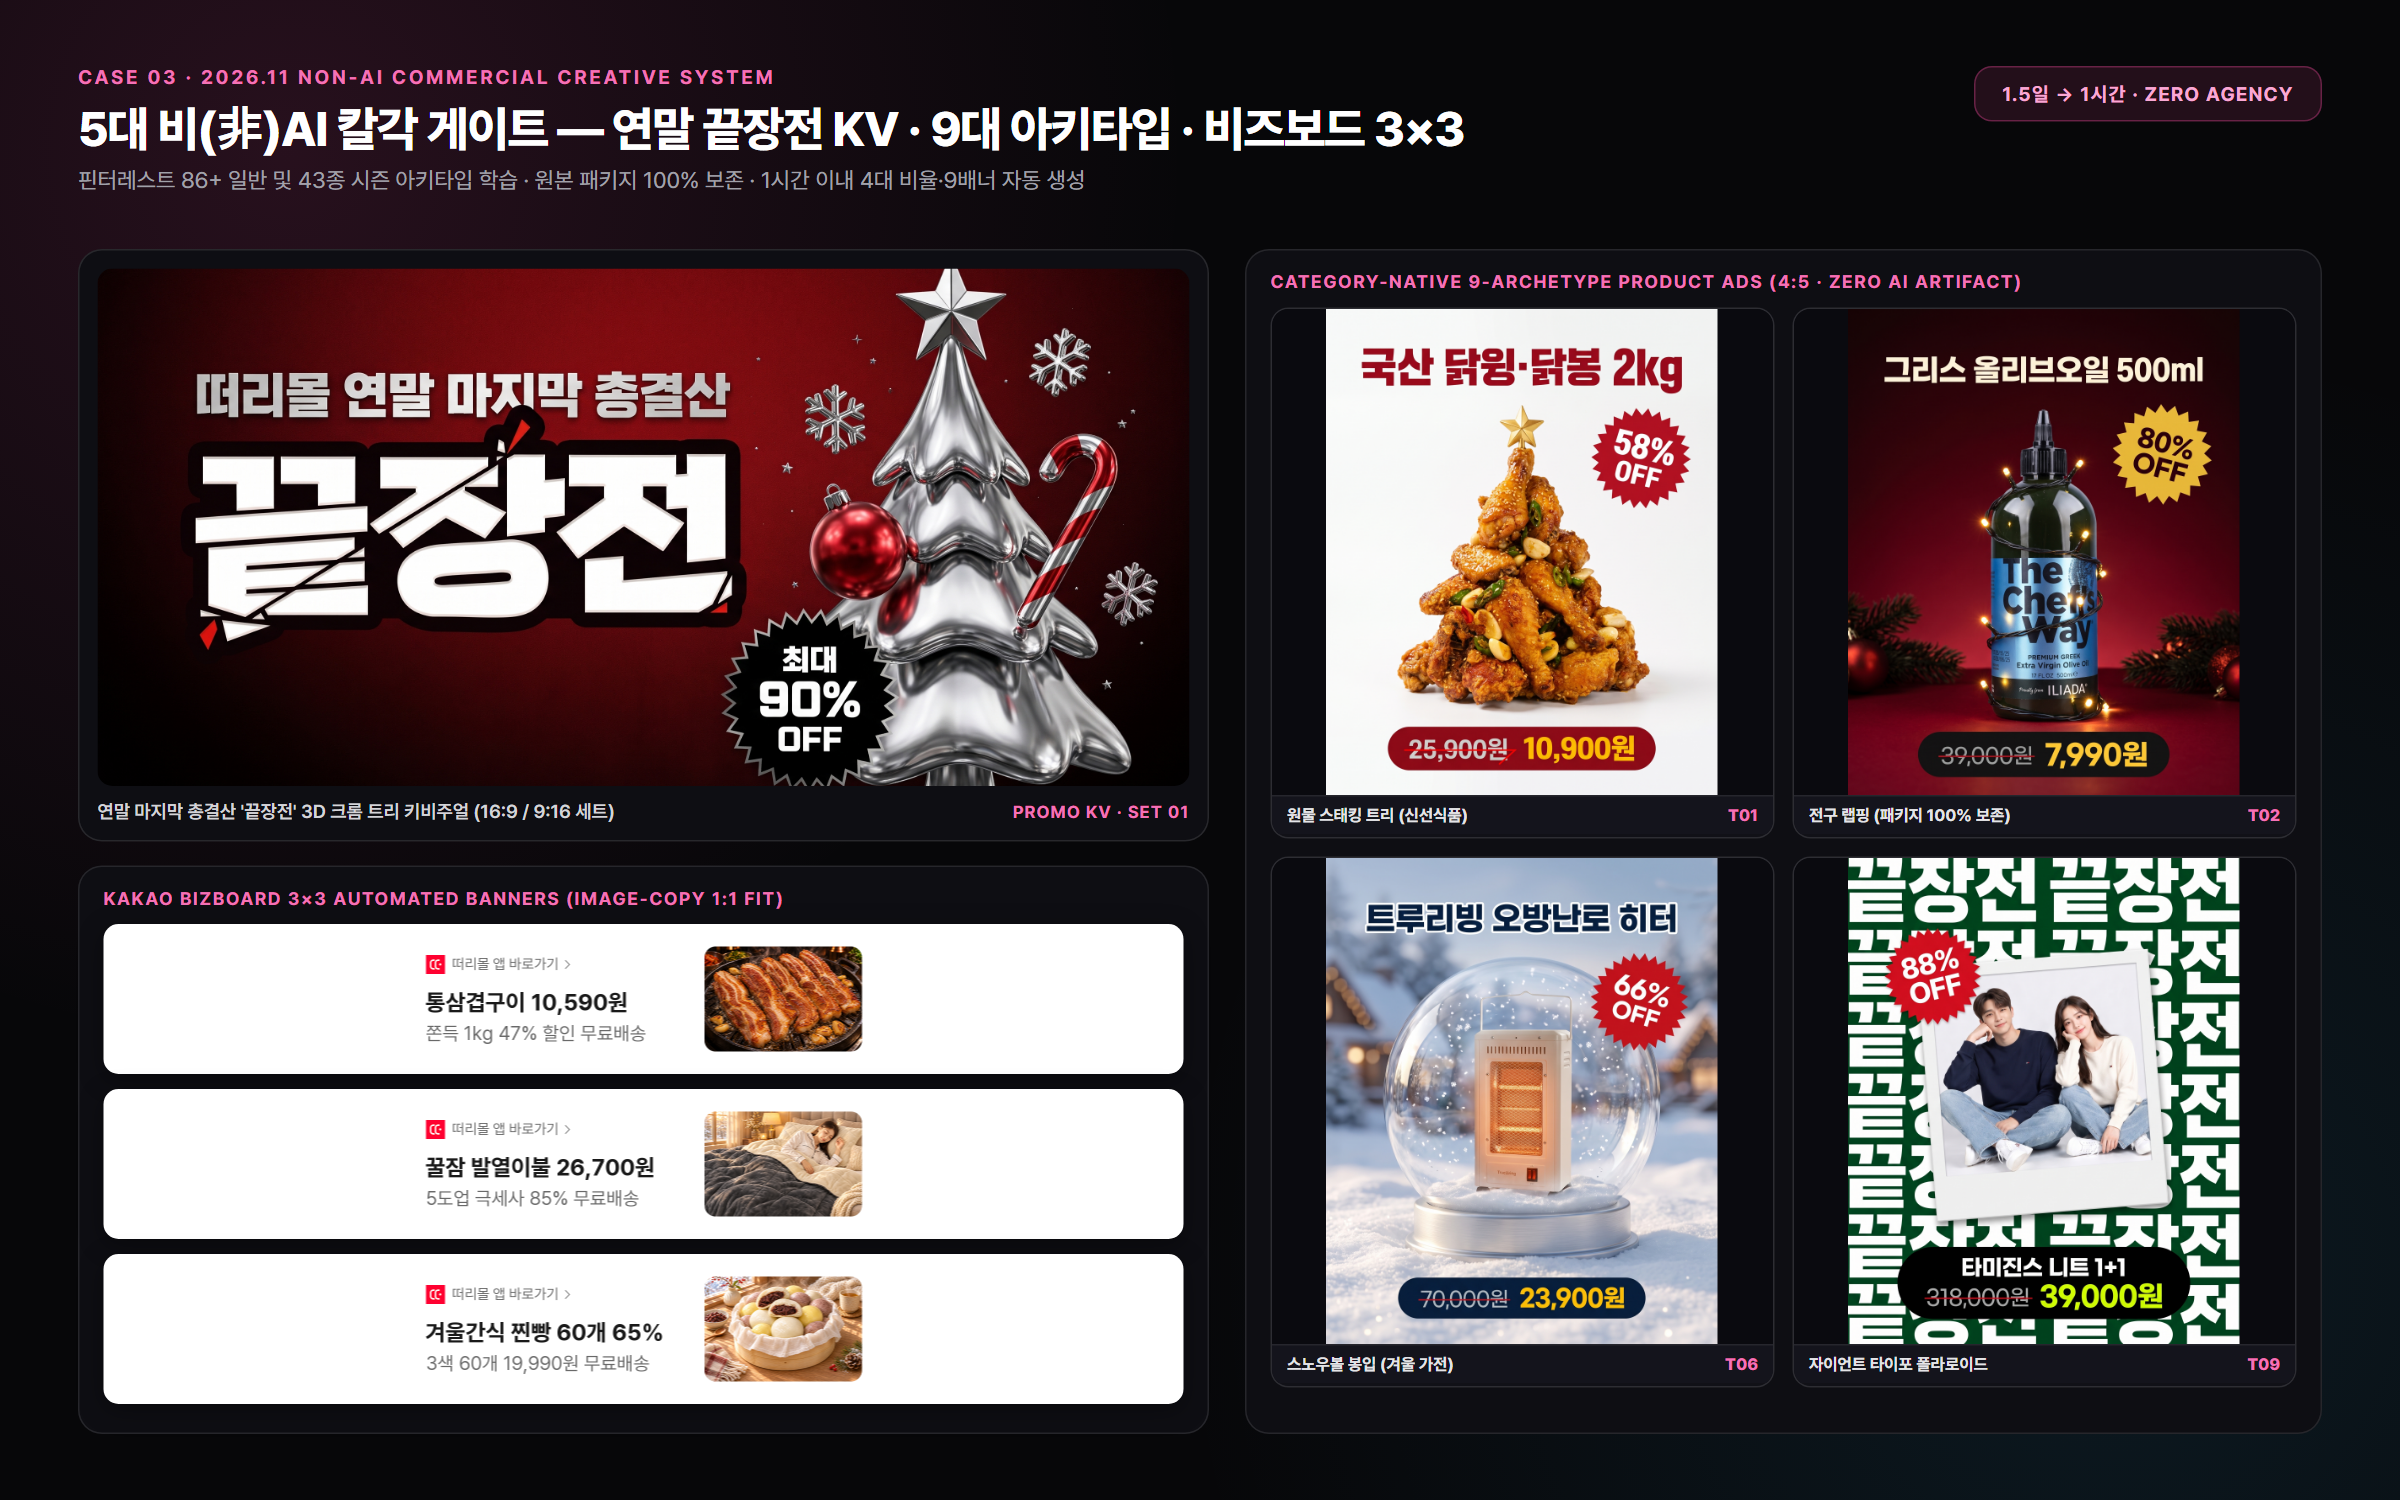 CASE 03 · 2026.11 NON-AI COMMERCIAL CREATIVE SYSTEM
5대 비(非)AI 칼각 게이트 — 연말 끝장전 KV · 9대 아키타입 · 비즈보드 3×3
핀터레스트 86+ 일반 및 43종 시즌 아키타입 학습 · 원본 패키지 100% 보존 · 1시간 이내 4대 비율·9배너 자동 생성
1.5일 → 1시간 · ZERO AGENCY
떠리몰 연말 마지막 총결산
끝장전
최대
90%
OFF
연말 마지막 총결산 '끝장전' 3D 크롬 트리 키비주얼 (16:9 / 9:16 세트)
PROMO KV · SET 01
KAKAO BIZBOARD 3×3 AUTOMATED BANNERS (IMAGE-COPY 1:1 FIT)
떠리몰 앱 바로가기 >
통삼겹구이 10,590원
쫀득 1kg 47% 할인 무료배송
떠리몰 앱 바로가기 >
꿀잠 발열이불 26,700원
5도업 극세사 85% 무료배송
떠리몰 앱 바로가기 >
겨울간식 찐빵 60개 65%
3색 60개 19,990원 무료배송
CATEGORY-NATIVE 9-ARCHETYPE PRODUCT ADS (4:5 · ZERO AI ARTIFACT)
국산 닭윙·닭봉 2kg
58%
OFF
25,900원 10,900원
원물 스태킹 트리 (신선식품)
T01
그리스 올리브오일 500ml
80%
OFF
The
Chef's
Way
PREMIUM GREEK
Extra Virgin Olive Oil
ILIADA
39,000원 7,990원
전구 랩핑 (패키지 100% 보존)
T02
트루리빙 오방난로 히터
66%
OFF
70,000원 23,900원
스노우볼 봉입 (겨울 가전)
T06
끝장전 끝장전
88%
OFF
타미진스 니트 1+1
318,000원 39,000원
자이언트 타이포 폴라로이드
T09